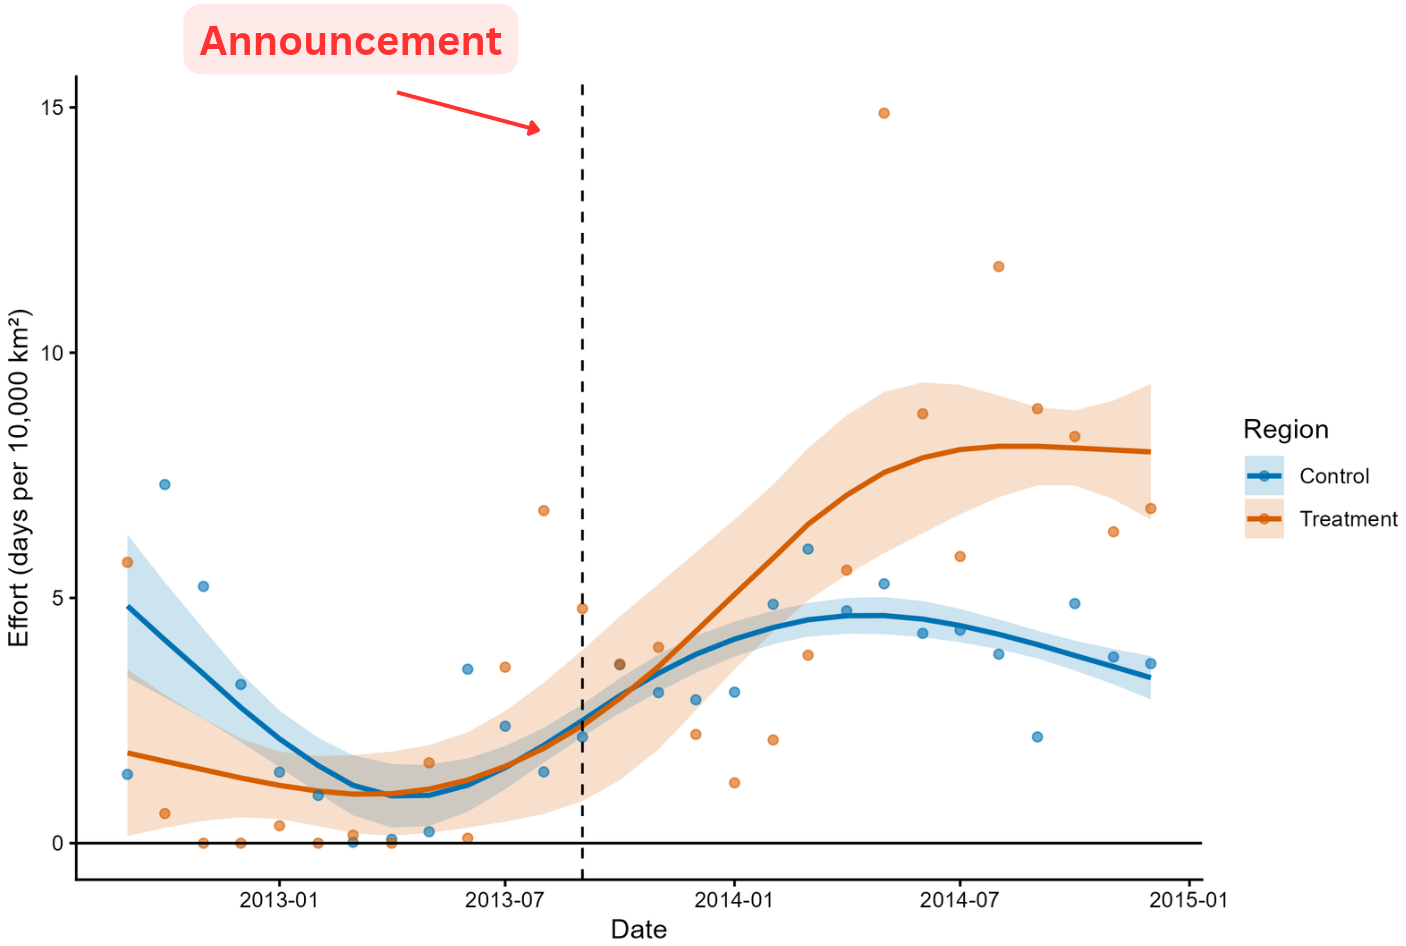 Announcement
15
10
5
0
Effort (days per 10,000 km²)
2013-01
2013-07
2014-01
2014-07
2015-01
Date
Region
Control
Treatment